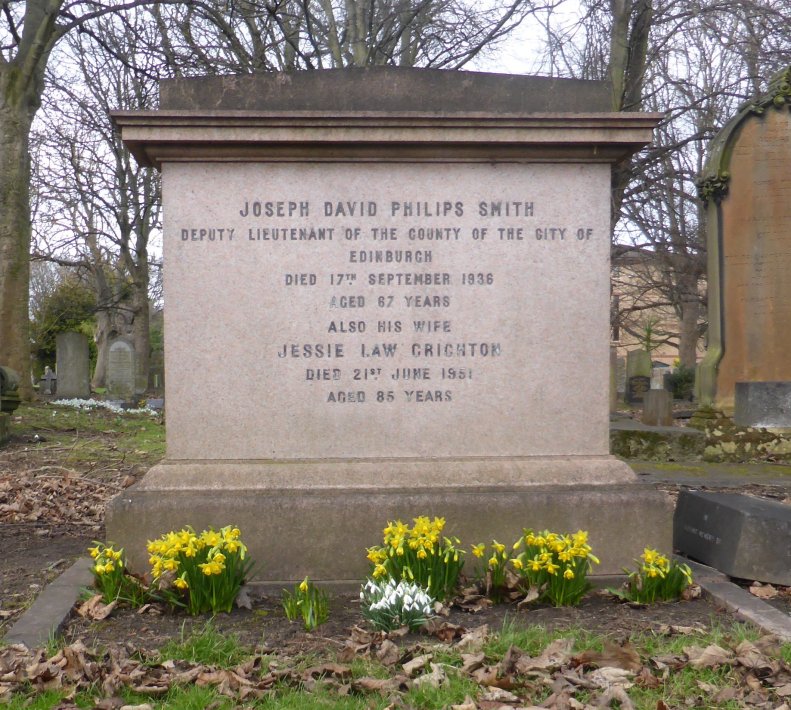 JOSEPH DAVID PHILIPS SMITH
DEPUTY LIEUTENANT OF THE COUNTY OF THE CITY OF
EDINBURGH
DIED 17TH SEPTEMBER 1936
AGED 67 YEARS
ALSO HIS WIFE
JESSIE LAW CRICHTON
DIED 21ST JUNE 1951
AGED 85 YEARS